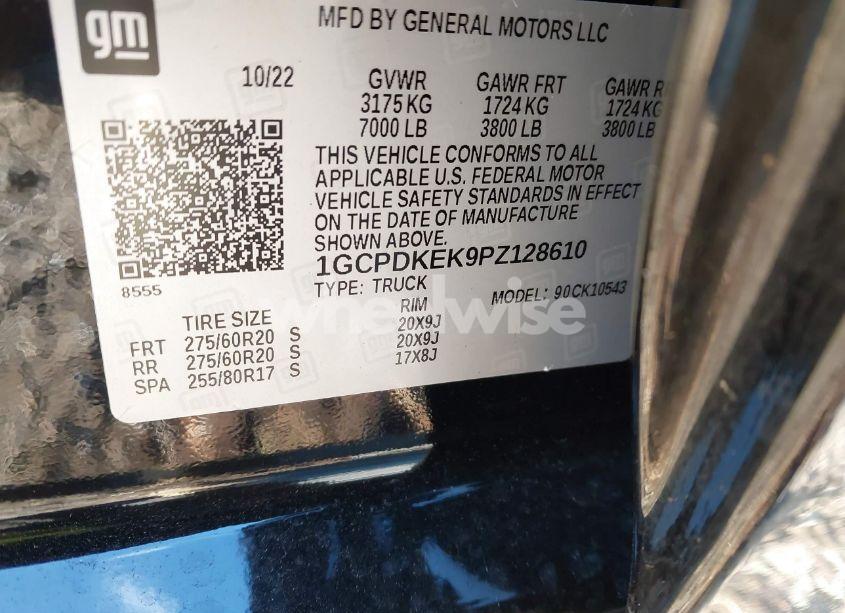 gm
MFD BY GENERAL MOTORS LLC
10/22 GVWR GAWR FRT GAWR R
3175 KG 1724 KG 1724 KG
7000 LB 3800 LB 3800 LB
THIS VEHICLE CONFORMS TO ALL
APPLICABLE U.S. FEDERAL MOTOR
VEHICLE SAFETY STANDARDS IN EFFECT
ON THE DATE OF MANUFACTURE
SHOWN ABOVE.
1GCPDKEK9PZ128610
8555 TYPE: TRUCK MODEL: 90CK10543
TIRE SIZE RIM
FRT 275/60R20 S 20X9J
RR 275/60R20 S 20X9J
SPA 255/80R17 S 17X8J